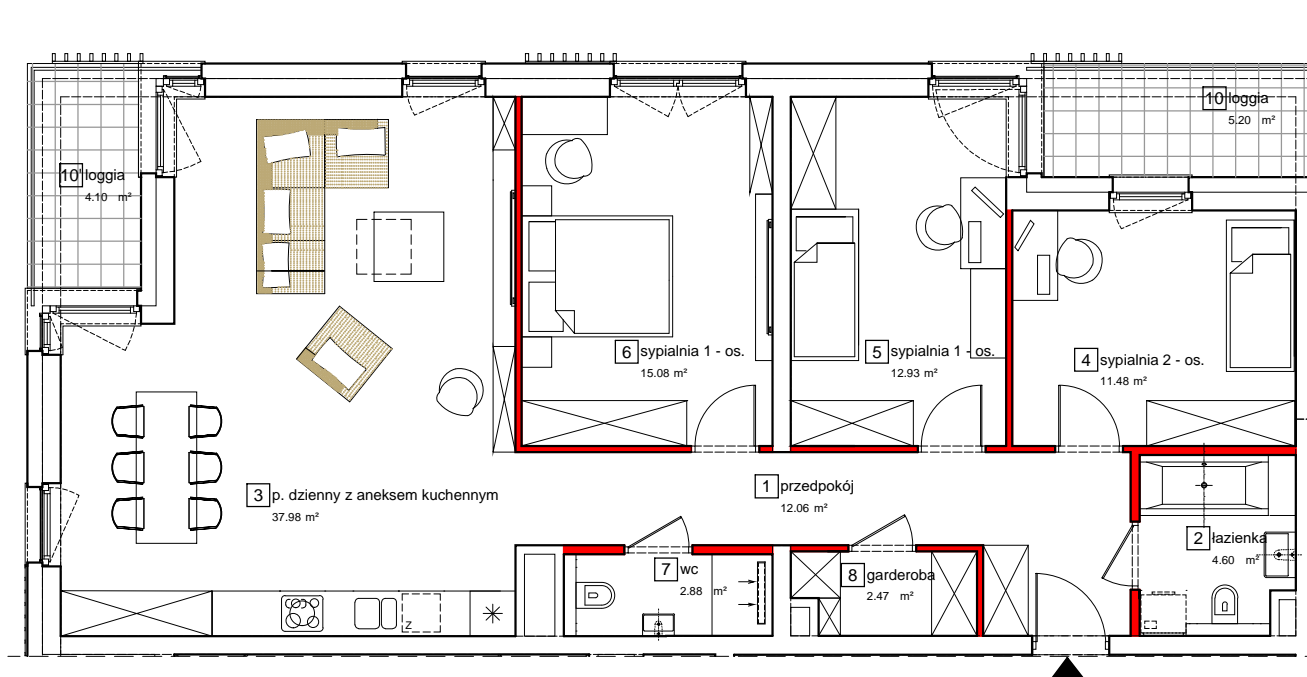 10 loggia
5.20 m²
10' loggia
4.10 m²
6 sypialnia 1 - os.
15.08 m²
5 sypialnia 1 - os.
12.93 m²
4 sypialnia 2 - os.
11.48 m²
3 p. dzienny z aneksem kuchennym
37.98 m²
1 przedpokój
12.06 m²
2 łazienka
4.60 m²
7 wc
2.88 m²
8 garderoba
2.47 m²
z